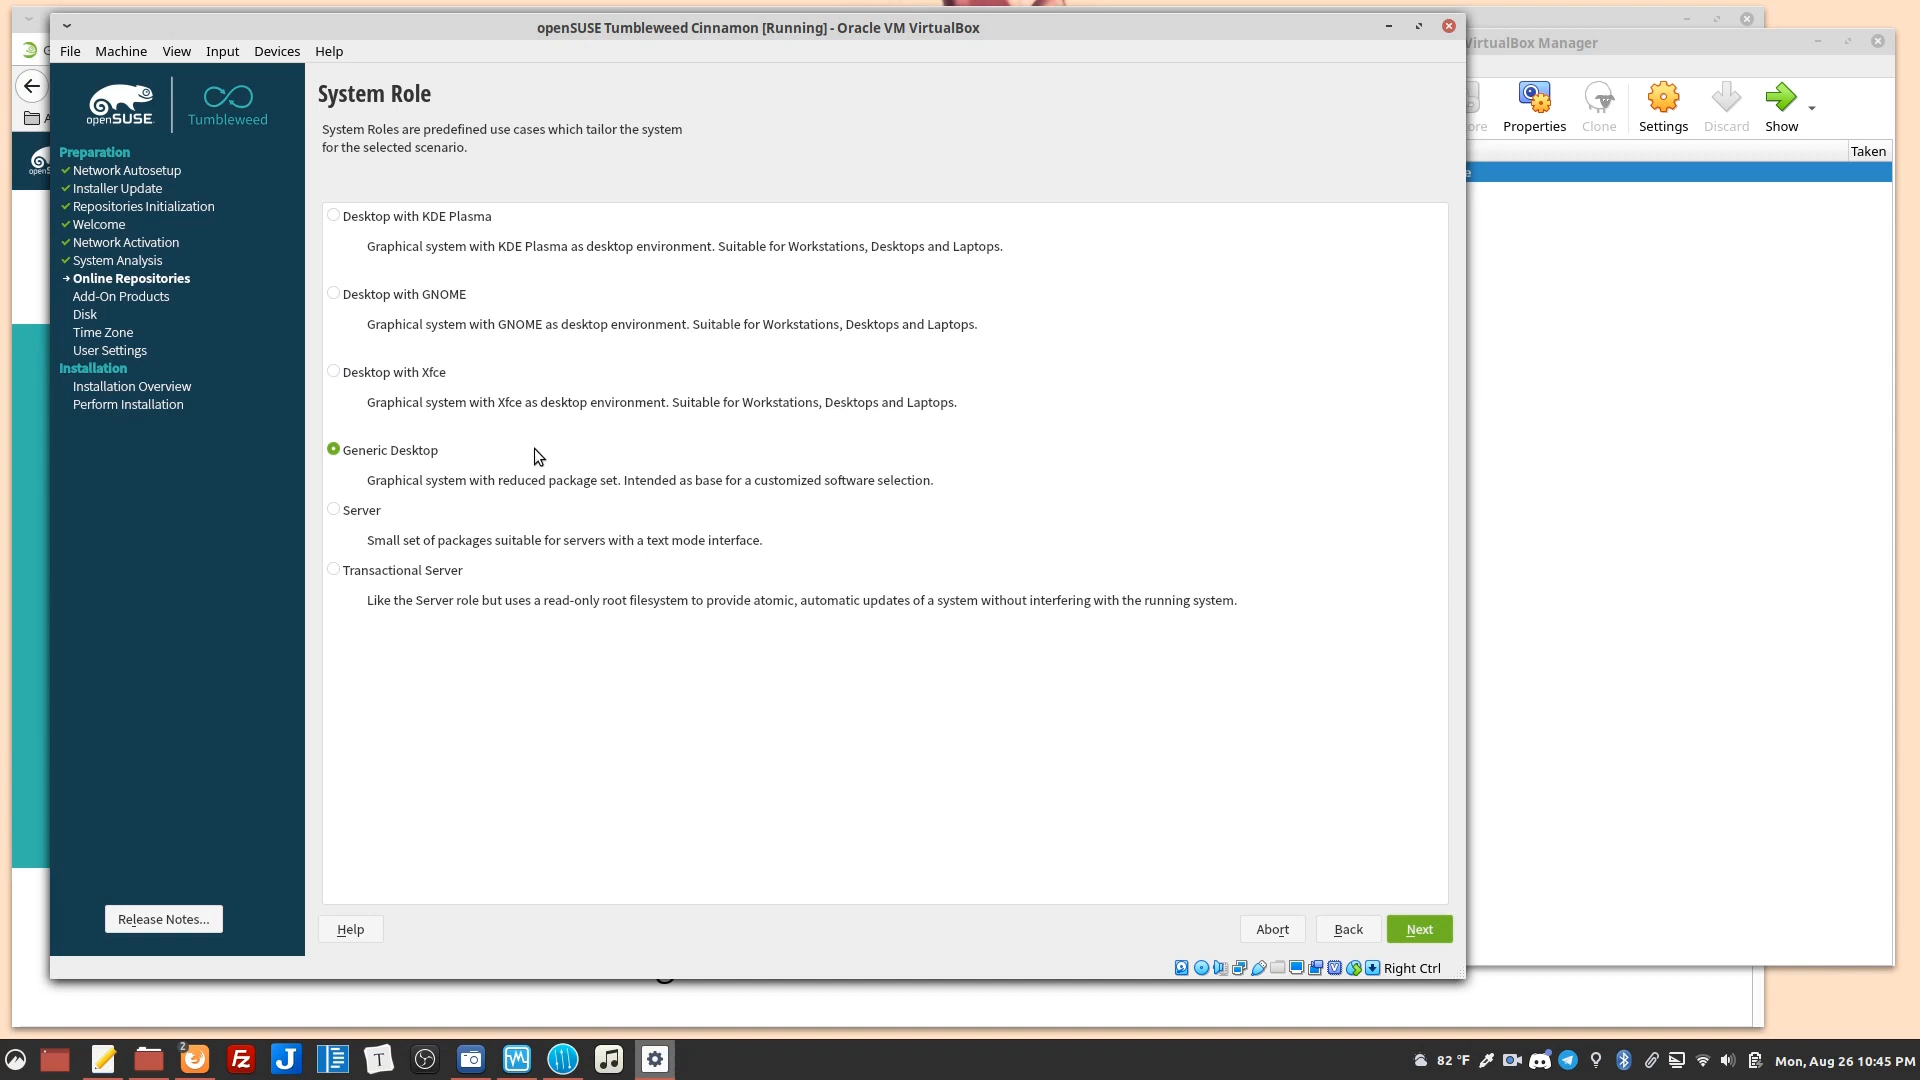 openSUSE Tumbleweed Cinnamon [Running] - Oracle VM VirtualBox
File Machine View Input Devices Help
VirtualBox Manager
Properties Clone Settings Discard Show
Taken
openSUSE Tumbleweed
Preparation
Network Autosetup
Installer Update
Repositories Initialization
Welcome
Network Activation
System Analysis
Online Repositories
Add-On Products
Disk
Time Zone
User Settings
Installation
Installation Overview
Perform Installation
Release Notes...
System Role
System Roles are predefined use cases which tailor the system
for the selected scenario.
Desktop with KDE Plasma
Graphical system with KDE Plasma as desktop environment. Suitable for Workstations, Desktops and Laptops.
Desktop with GNOME
Graphical system with GNOME as desktop environment. Suitable for Workstations, Desktops and Laptops.
Desktop with Xfce
Graphical system with Xfce as desktop environment. Suitable for Workstations, Desktops and Laptops.
Generic Desktop
Graphical system with reduced package set. Intended as base for a customized software selection.
Server
Small set of packages suitable for servers with a text mode interface.
Transactional Server
Like the Server role but uses a read-only root filesystem to provide atomic, automatic updates of a system without interfering with the running system.
Help Abort Back Next
Right Ctrl
2 82 °F Mon, Aug 26 10:45 PM